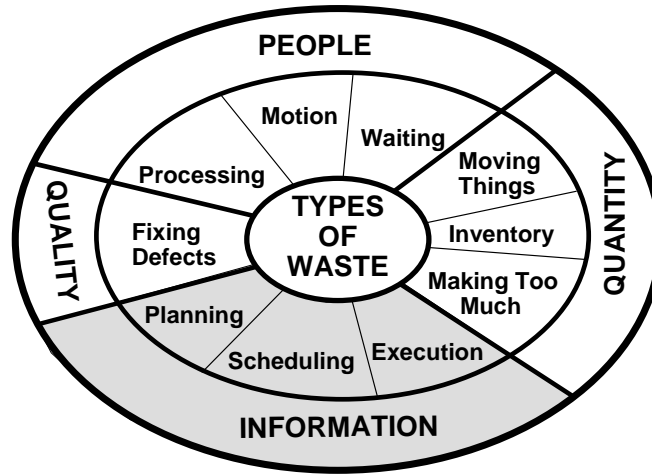 PEOPLE
Motion
Waiting
Processing
Moving
Things
QUALITY
QUANTITY
TYPES
OF
WASTE
Fixing
Defects
Inventory
Making Too
Much
Planning
Scheduling
Execution
INFORMATION